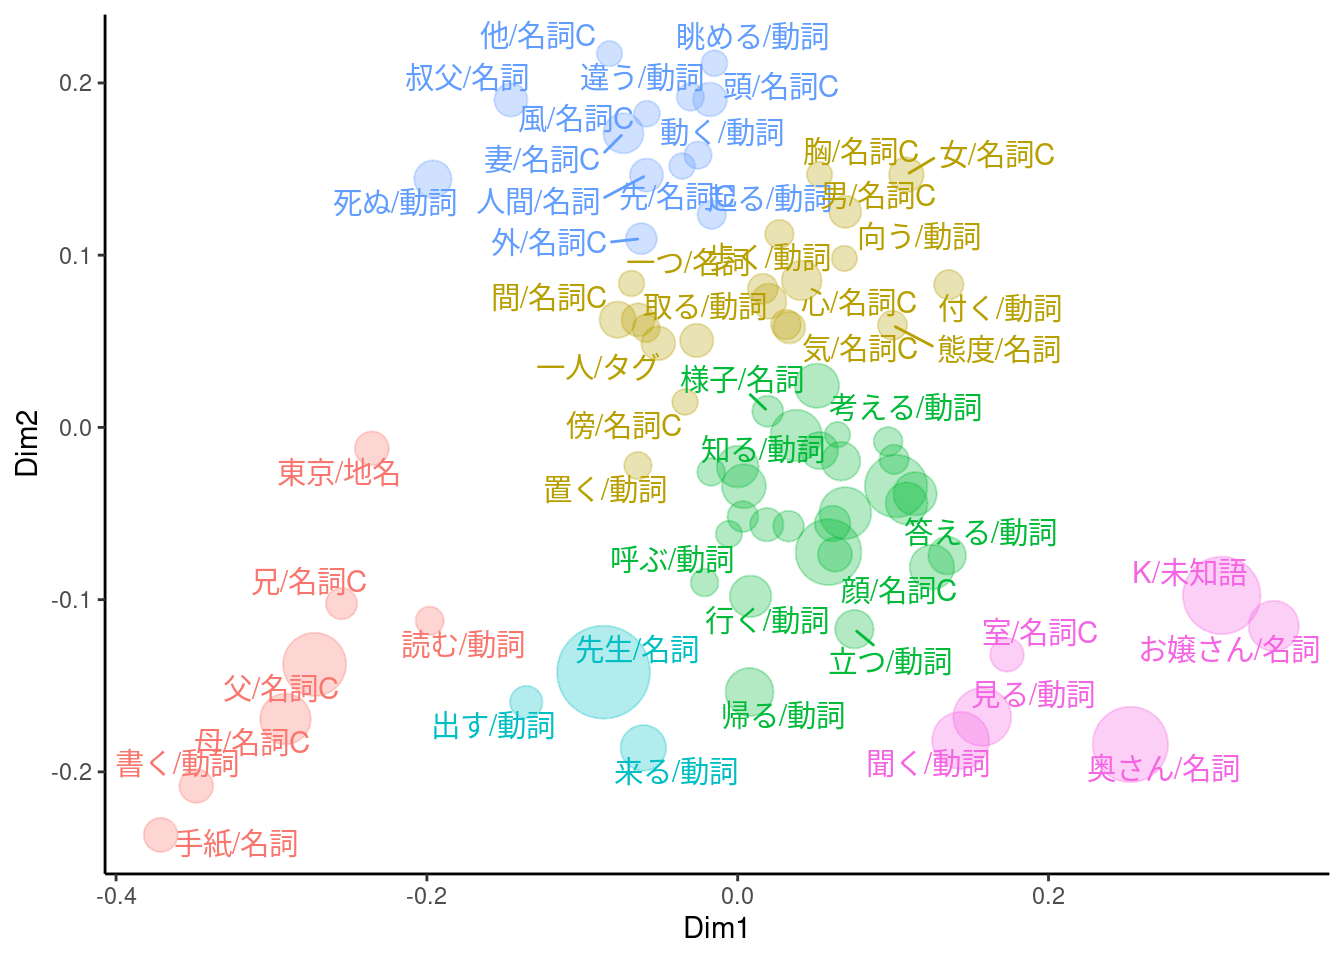 他/名詞C
眺める/動詞
叔父/名詞
違う/動詞
頭/名詞C
0.2
風/名詞C
動く/動詞
妻/名詞C
胸/名詞C
女/名詞C
死ぬ/動詞
人間/名詞
先/名詞C
起る/動詞
男/名詞C
外/名詞C
向う/動詞
0.1
一つ/名詞
歩く/動詞
間/名詞C
取る/動詞
心/名詞C
付く/動詞
気/名詞C
態度/名詞
一人/タグ
様子/名詞
考える/動詞
0.0
傍/名詞C
知る/動詞
Dim2
東京/地名
置く/動詞
答える/動詞
呼ぶ/動詞
K/未知語
兄/名詞C
顔/名詞C
-0.1
行く/動詞
室/名詞C
読む/動詞
先生/名詞
お嬢さん/名詞
立つ/動詞
父/名詞C
見る/動詞
帰る/動詞
出す/動詞
母/名詞C
書く/動詞
聞く/動詞
奥さん/名詞
来る/動詞
-0.2
手紙/名詞
-0.4
-0.2
0.0
0.2
Dim1